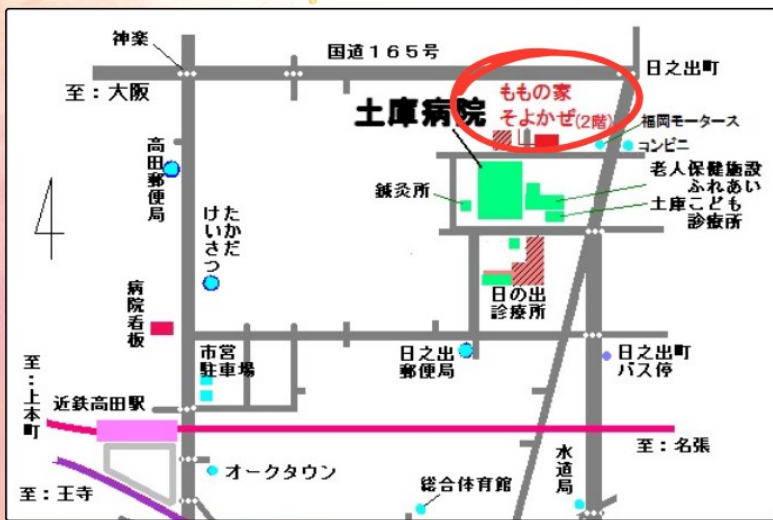 神楽
国道165号
日之出町
至：大阪
ももの家
そよかぜ(2階)
土庫病院
福岡モータース
コンビニ
高田郵便局
鍼灸所
老人保健施設
ふれあい
土庫こども
診療所
たかだ
けいさつ
病院看板
日の出
診療所
市営
駐車場
日之出
郵便局
日之出町
バス停
至：上本町
近鉄高田駅
至：名張
オークタウン
水道局
総合体育館
至：王寺